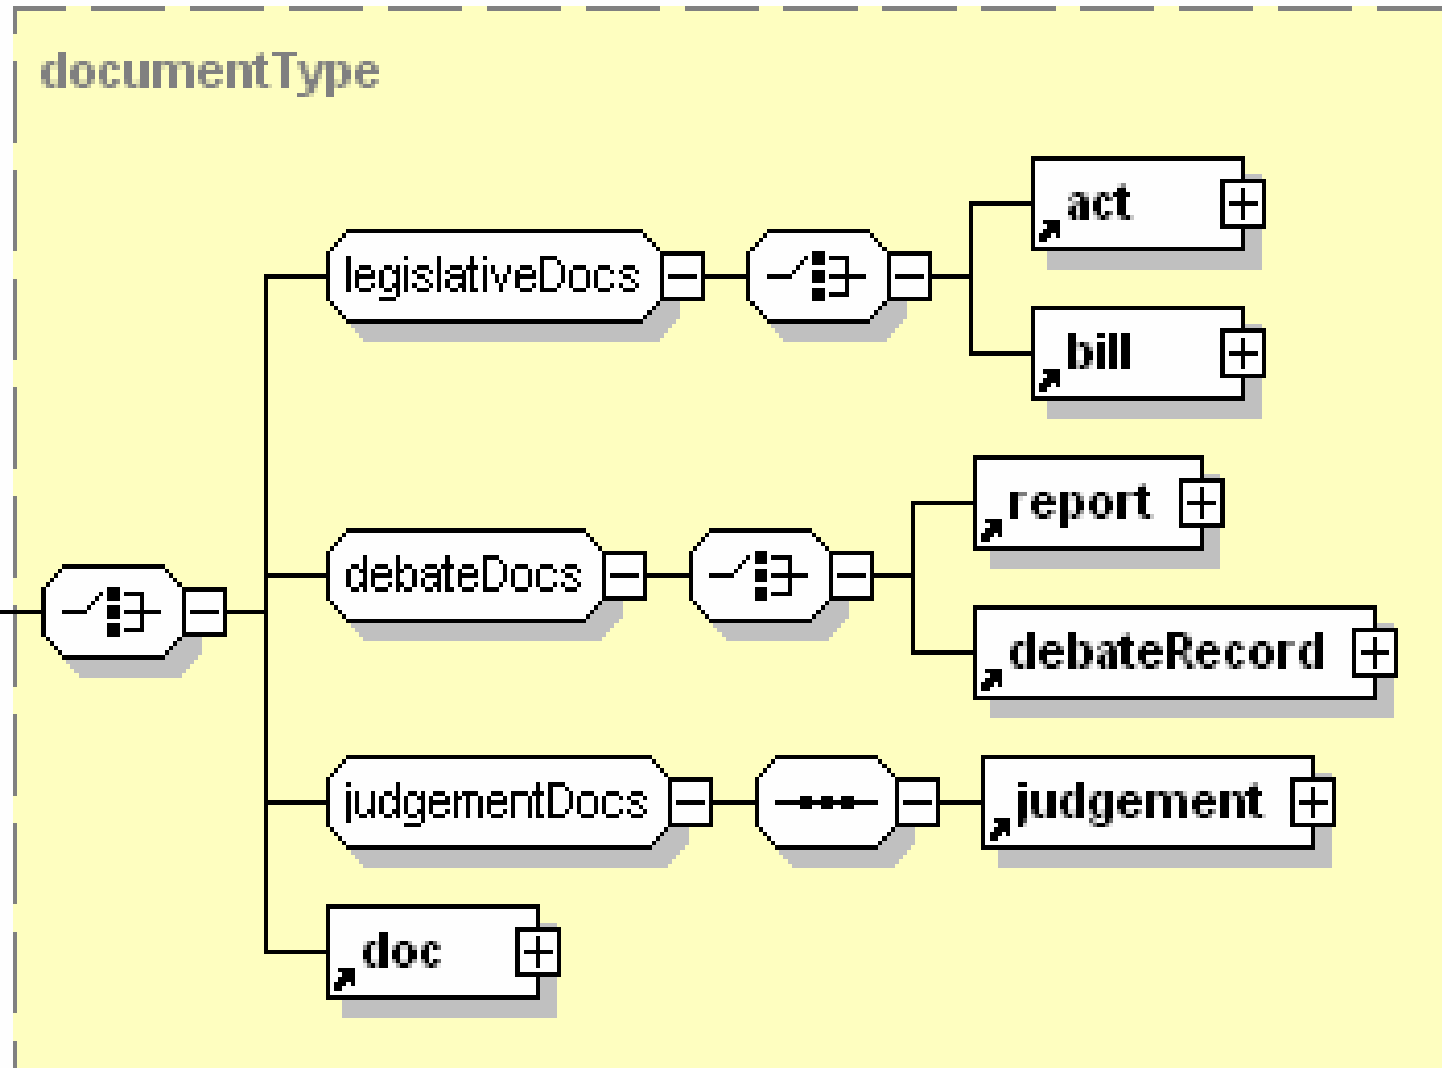 documentType
act
legislativeDocs
bill
report
debateDocs
debateRecord
judgementDocs
judgement
doc